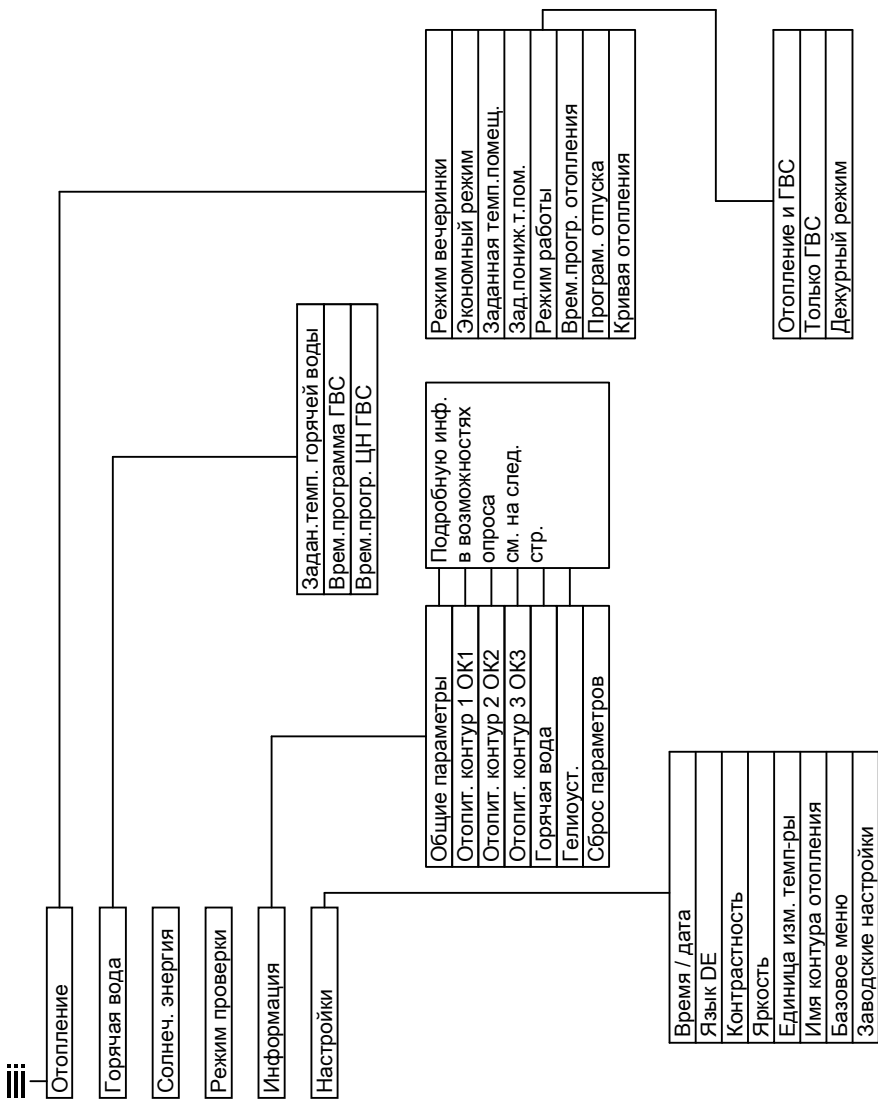 Отопление
Горячая вода
Солнеч. энергия
Режим проверки
Информация
Настройки
Режим вечеринки
Экономный режим
Заданная темп.помещ.
Зад.пониж.т.пом.
Режим работы
Врем.прогр. отопления
Програм. отпуска
Кривая отопления
Отопление и ГВС
Только ГВС
Дежурный режим
Задан.темп. горячей воды
Врем.программа ГВС
Врем.прогр. ЦН ГВС
Общие параметры
Отопит. контур 1 ОК1
Отопит. контур 2 ОК2
Отопит. контур 3 ОК3
Горячая вода
Гелиоуст.
Сброс параметров
Подробную инф.
в возможностях
опроса
см. на след.
стр.
Время / дата
Язык DE
Контрастность
Яркость
Единица изм. темп-ры
Имя контура отопления
Базовое меню
Заводские настройки